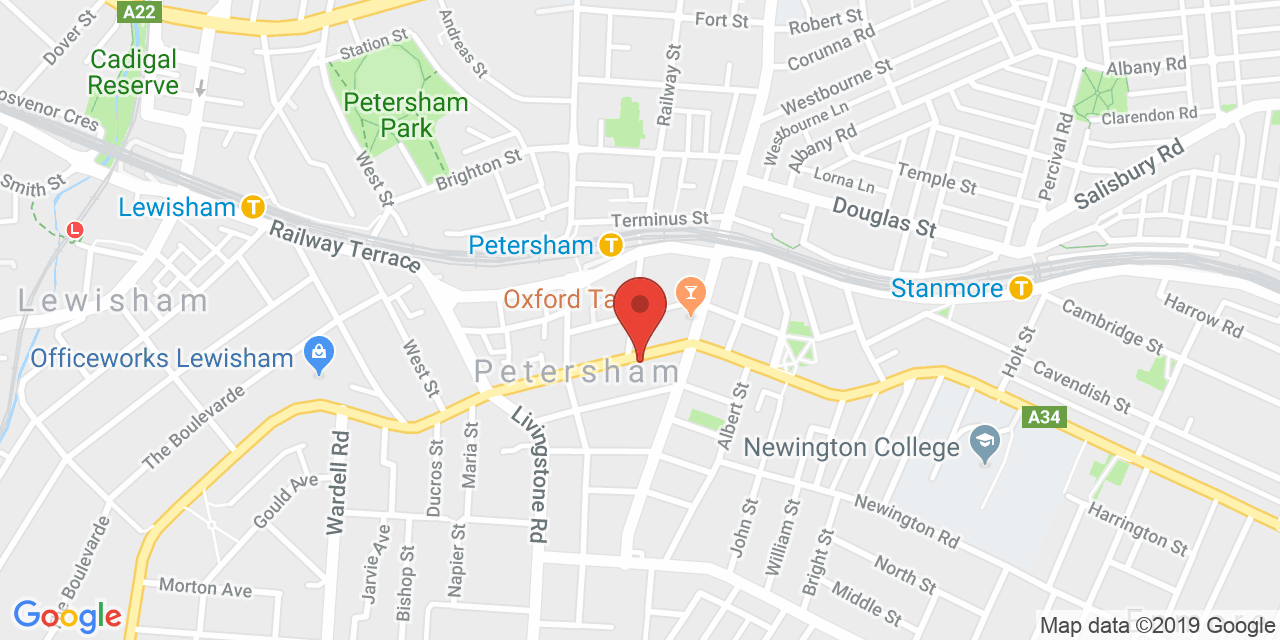 A22
Fort St
Robert St
Corunna Rd
Dover St
Station St
Andreas St
Cadigal
Reserve
Railway St
Westbourne St
Albany Rd
Petersham
Park
Westbourne Ln
Clarendon Rd
osvenor Cres
Albany Rd
Percival Rd
Salisbury Rd
West St
Brighton St
Temple St
Lorna Ln
Smith St
Lewisham T
Terminus St
Douglas St
L
Railway Terrace
Petersham T
Stanmore T
Lewisham
Oxford Ta
Harrow Rd
Cambridge St
Officeworks Lewisham
West St
Petersham
Holt St
Cavendish St
The Boulevarde
Albert St
A34
Livingstone Rd
Newington College
Wardell Rd
Ducros St
Maria St
Gould Ave
Newington Rd
John St
William St
Harrington St
Napier St
Jarvie Ave
Bishop St
Bright St
North St
Middle St
e Boulevarde
Morton Ave
Google
Map data ©2019 Google